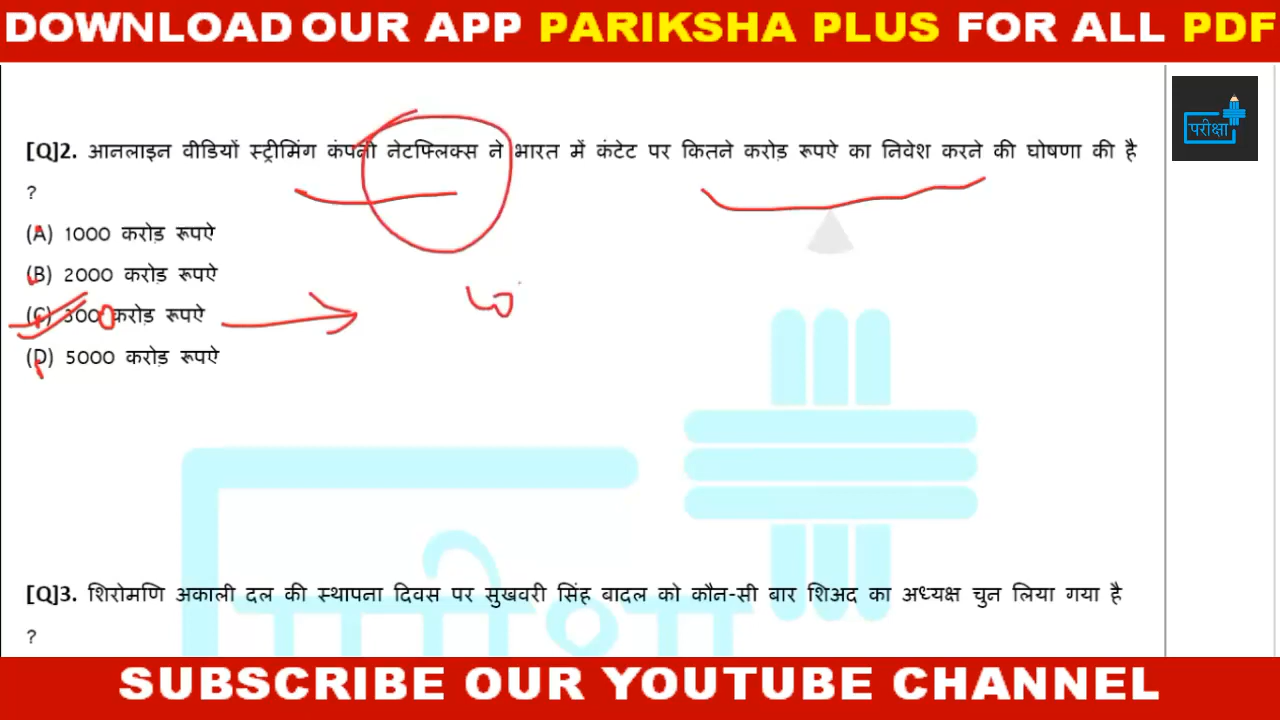 DOWNLOAD OUR APP PARIKSHA PLUS FOR ALL PDF
परीक्षा
[Q]2. आनलाइन वीडियों स्ट्रीमिंग कंपनी नेटफ्लिक्स ने भारत में कंटेट पर कितने करोड़ रूपऐ का निवेश करने की घोषणा की है
?
(A) 1000 करोड़ रूपऐ
(B) 2000 करोड़ रूपऐ
(C) 3000 करोड़ रूपऐ
(D) 5000 करोड़ रूपऐ
[Q]3. शिरोमणि अकाली दल की स्थापना दिवस पर सुखवरी सिंह बादल को कौन-सी बार शिअद का अध्यक्ष चुन लिया गया है
?
SUBSCRIBE OUR YOUTUBE CHANNEL